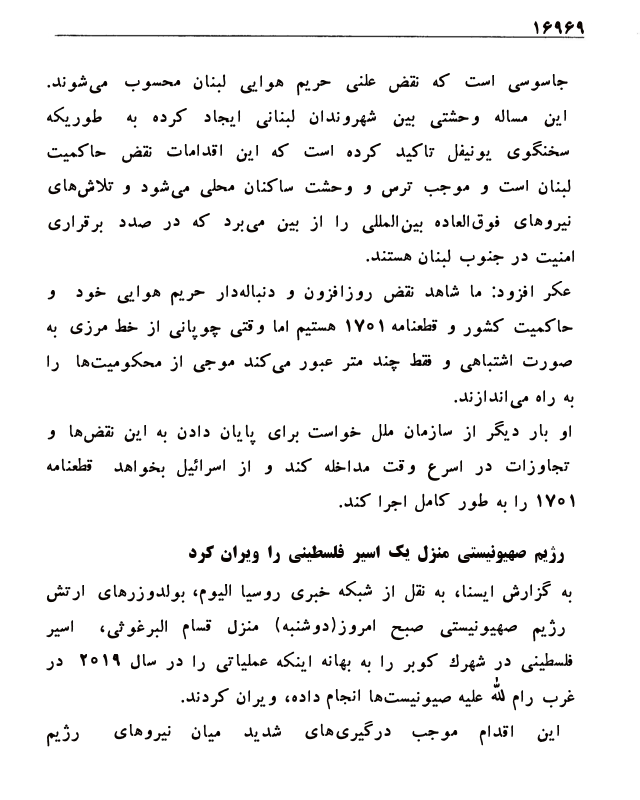 ۱۶۹۶۹
جاسوسی است که نقض علنی حریم هوایی لبنان محسوب می‌شوند.
این مساله وحشتی بین شهروندان لبنانی ایجاد کرده به طوریکه
سخنگوی یونیفل تاکید کرده است که این اقدامات نقض حاکمیت
لبنان است و موجب ترس و وحشت ساکنان محلی می‌شود و تلاش‌های
نیروهای فوق‌العاده بین‌المللی را از بین می‌برد که در صدد برقراری
امنیت در جنوب لبنان هستند.
عکر افزود: ما شاهد نقض روزافزون و دنباله‌دار حریم هوایی خود و
حاکمیت کشور و قطعنامه ۱۷۵۱ هستیم اما وقتی چوپانی از خط مرزی به
صورت اشتباهی و فقط چند متر عبور می‌کند موجی از محکومیت‌ها را
به راه می‌اندازند.
او بار دیگر از سازمان ملل خواست برای پایان دادن به این نقض‌ها و
تجاوزات در اسرع وقت مداخله کند و از اسرائیل بخواهد قطعنامه
۱۷۵۱ را به طور کامل اجرا کند.
رژیم صهیونیستی منزل یک اسیر فلسطینی را ویران کرد
به گزارش ایسنا، به نقل از شبکه خبری روسیا الیوم، بولدوزرهای ارتش
رژیم صهیونیستی صبح امروز(دوشنبه) منزل قسام البرغوثی، اسیر
فلسطینی در شهرك کوبر را به بهانه اینکه عملیاتی را در سال ۲۰۱۹ در
غرب رام لله علیه صیونیست‌ها انجام داده، ویران کردند.
این اقدام موجب درگیری‌های شدید میان نیروهای رژیم